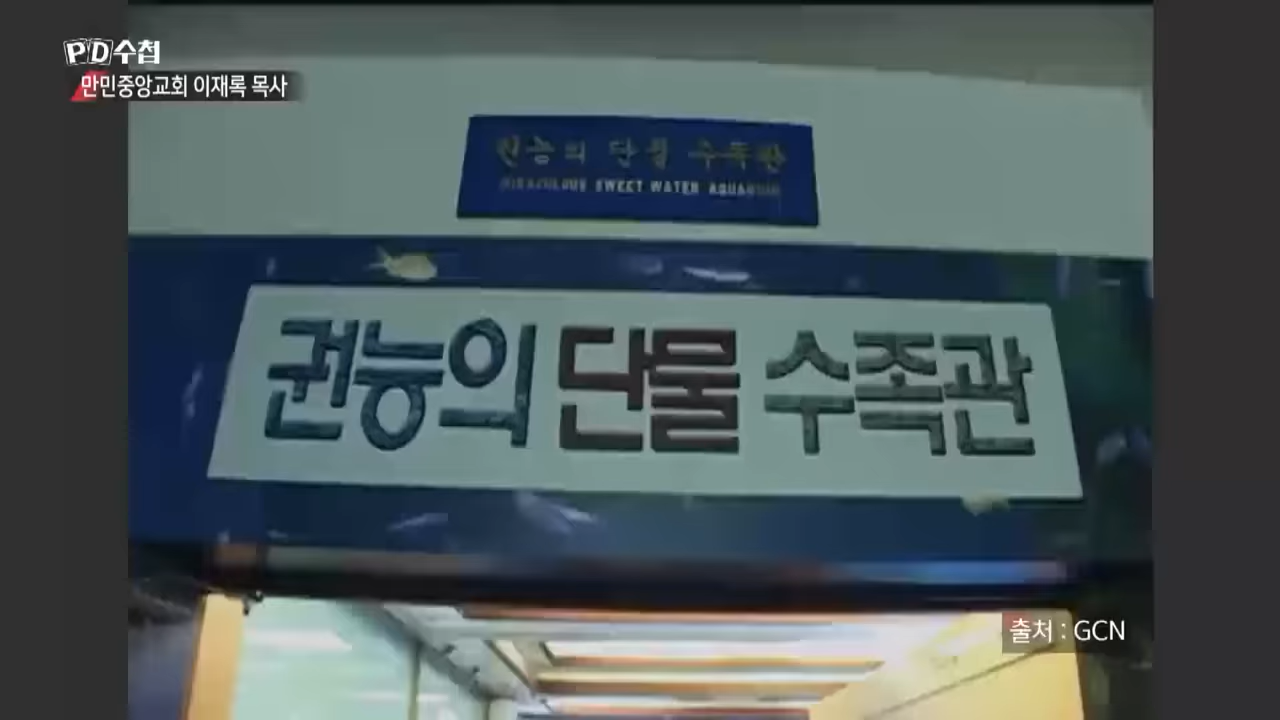 PD수첩
만민중앙교회 이재록 목사
권능의 단물 수족관
MIRACULOUS SWEET WATER AQUARIUM
권능의 단물 수족관
출처 : GCN